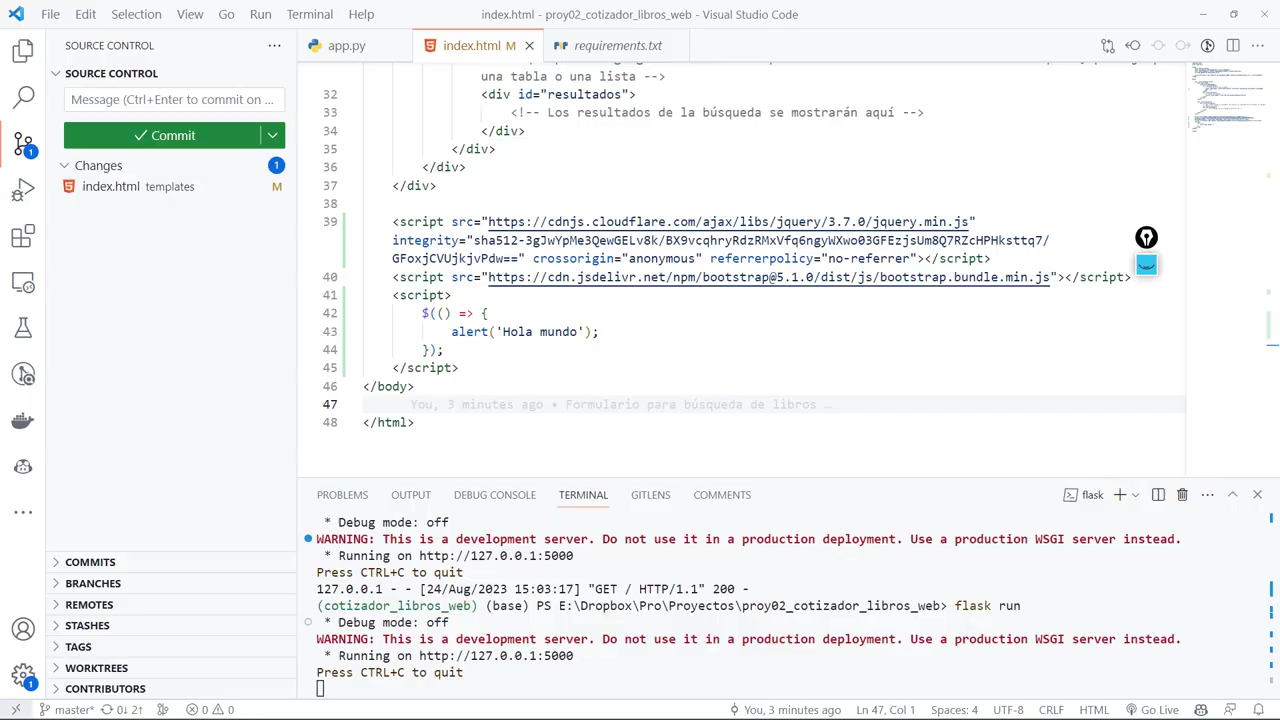 File Edit Selection View Go Run Terminal Help
index.html - proy02_cotizador_libros_web - Visual Studio Code
SOURCE CONTROL
app.py
index.html M
requirements.txt
SOURCE CONTROL
Message (Ctrl+Enter to commit on ...
Commit
Changes 1
index.html templates M
COMMITS
BRANCHES
REMOTES
STASHES
TAGS
WORKTREES
CONTRIBUTORS
1
1
una tabla o una lista -->
32 <div id="resultados">
33 <!-- Los resultados de la búsqueda se mostrarán aquí -->
34 </div>
35 </div>
36 </div>
37 </div>
38
39 <script src="https://cdnjs.cloudflare.com/ajax/libs/jquery/3.7.0/jquery.min.js"
integrity="sha512-3gJwYpMe3QewGELv8k/BX9vcqhryRdzRMxVfq6ngyWXwo03GFEzjsUm8Q7RZcHPHksttq7/
GFoxjCVUjkjvPdw==" crossorigin="anonymous" referrerpolicy="no-referrer"></script>
40 <script src="https://cdn.jsdelivr.net/npm/bootstrap@5.1.0/dist/js/bootstrap.bundle.min.js"></script>
41 <script>
42 $(() => {
43 alert('Hola mundo');
44 });
45 </script>
46 </body>
47 You, 3 minutes ago • Formulario para búsqueda de libros …
48 </html>
PROBLEMS OUTPUT DEBUG CONSOLE TERMINAL GITLENS COMMENTS
flask
* Debug mode: off
WARNING: This is a development server. Do not use it in a production deployment. Use a production WSGI server instead.
* Running on http://127.0.0.1:5000
Press CTRL+C to quit
127.0.0.1 - - [24/Aug/2023 15:03:17] "GET / HTTP/1.1" 200 -
(cotizador_libros_web) (base) PS E:\Dropbox\Pro\Proyectos\proy02_cotizador_libros_web> flask run
* Debug mode: off
WARNING: This is a development server. Do not use it in a production deployment. Use a production WSGI server instead.
* Running on http://127.0.0.1:5000
Press CTRL+C to quit
master* 0↓ 2↑ 0 0 You, 3 minutes ago Ln 47, Col 1 Spaces: 4 UTF-8 CRLF HTML Go Live